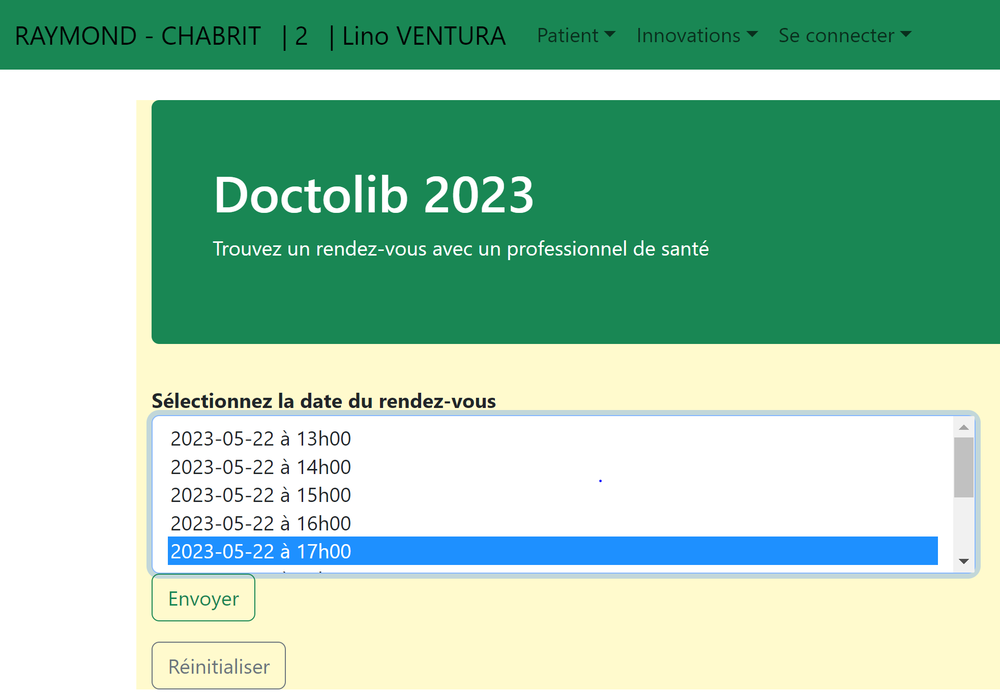 RAYMOND - CHABRIT | 2 | Lino VENTURA Patient Innovations Se connecter
Doctolib 2023
Trouvez un rendez-vous avec un professionnel de santé
Sélectionnez la date du rendez-vous
2023-05-22 à 13h00
2023-05-22 à 14h00
2023-05-22 à 15h00
2023-05-22 à 16h00
2023-05-22 à 17h00
Envoyer
Réinitialiser